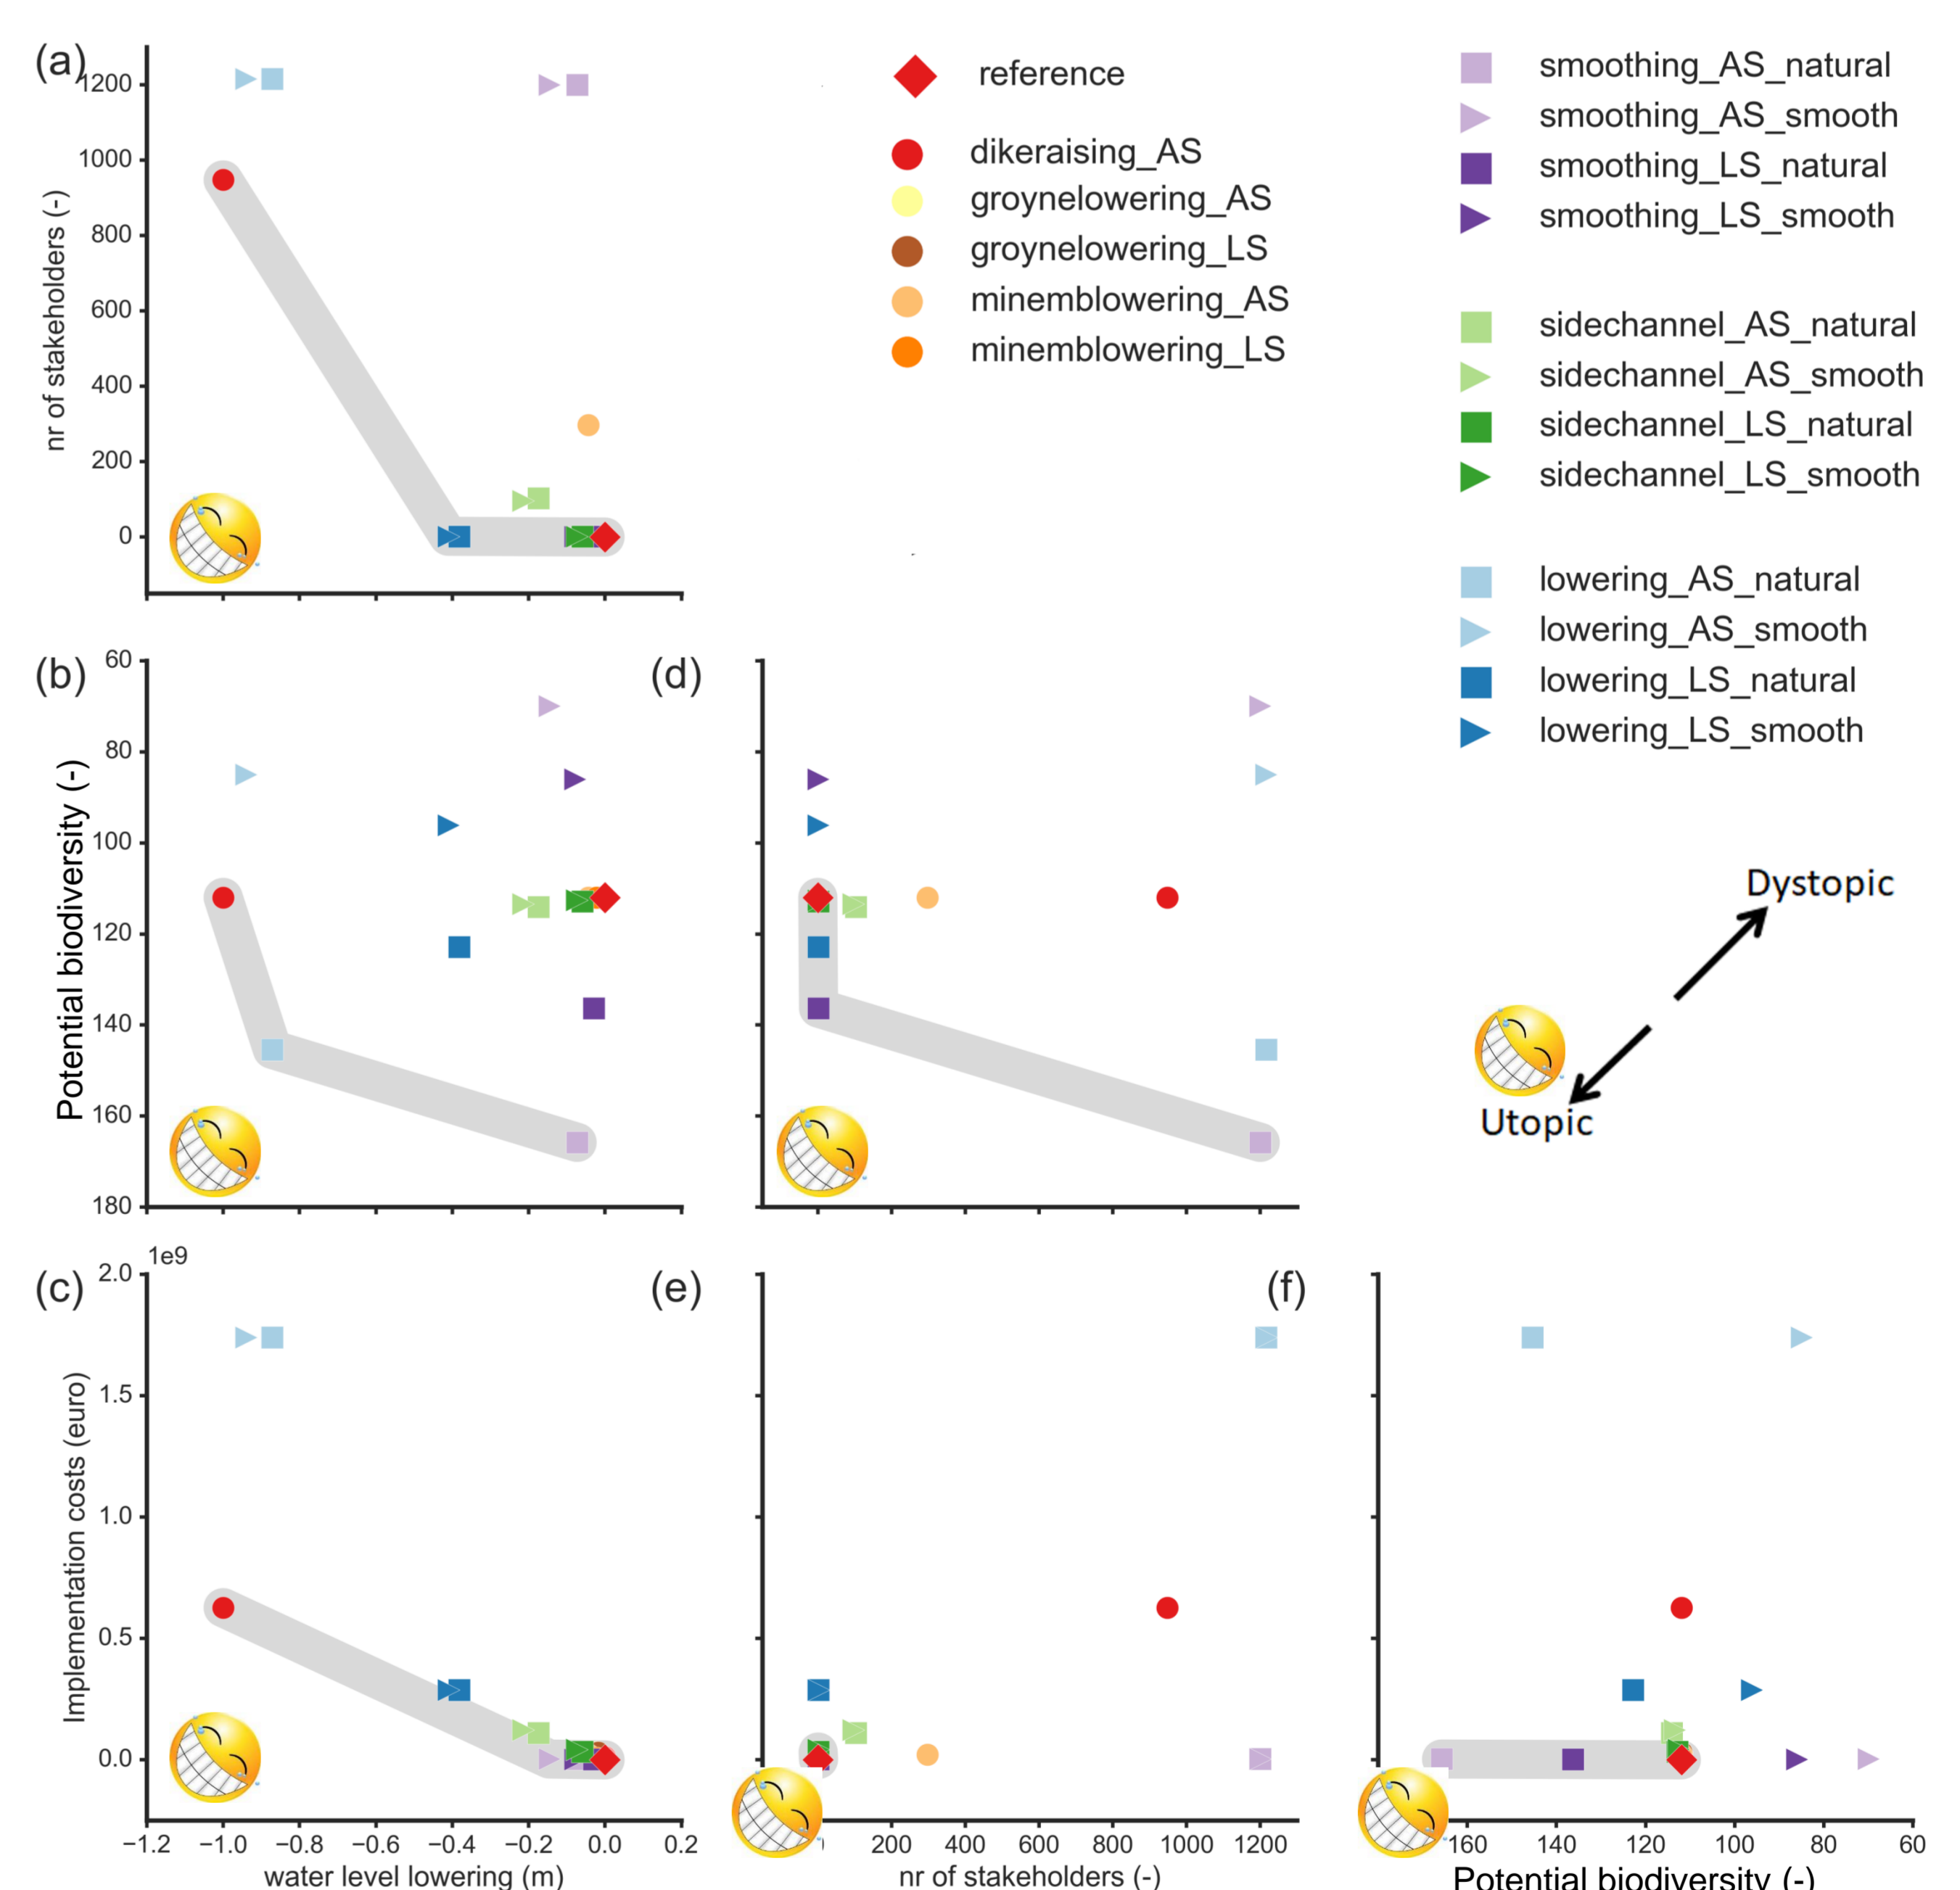 (a)
1200
1000
800
600
400
200
0
nr of stakeholders (-)
reference
dikeraising_AS
groynelowering_AS
groynelowering_LS
minemblowering_AS
minemblowering_LS
smoothing_AS_natural
smoothing_AS_smooth
smoothing_LS_natural
smoothing_LS_smooth
sidechannel_AS_natural
sidechannel_AS_smooth
sidechannel_LS_natural
sidechannel_LS_smooth
lowering_AS_natural
lowering_AS_smooth
lowering_LS_natural
lowering_LS_smooth
(b)
60
80
100
120
140
160
180
Potential biodiversity (-)
(d)
Dystopic
Utopic
(c)
1e9
2.0
1.5
1.0
0.5
0.0
Implementation costs (euro)
−1.2 −1.0 −0.8 −0.6 −0.4 −0.2 0.0 0.2
water level lowering (m)
(e)
200 400 600 800 1000 1200
nr of stakeholders (-)
(f)
160 140 120 100 80 60
Potential biodiversity (-)